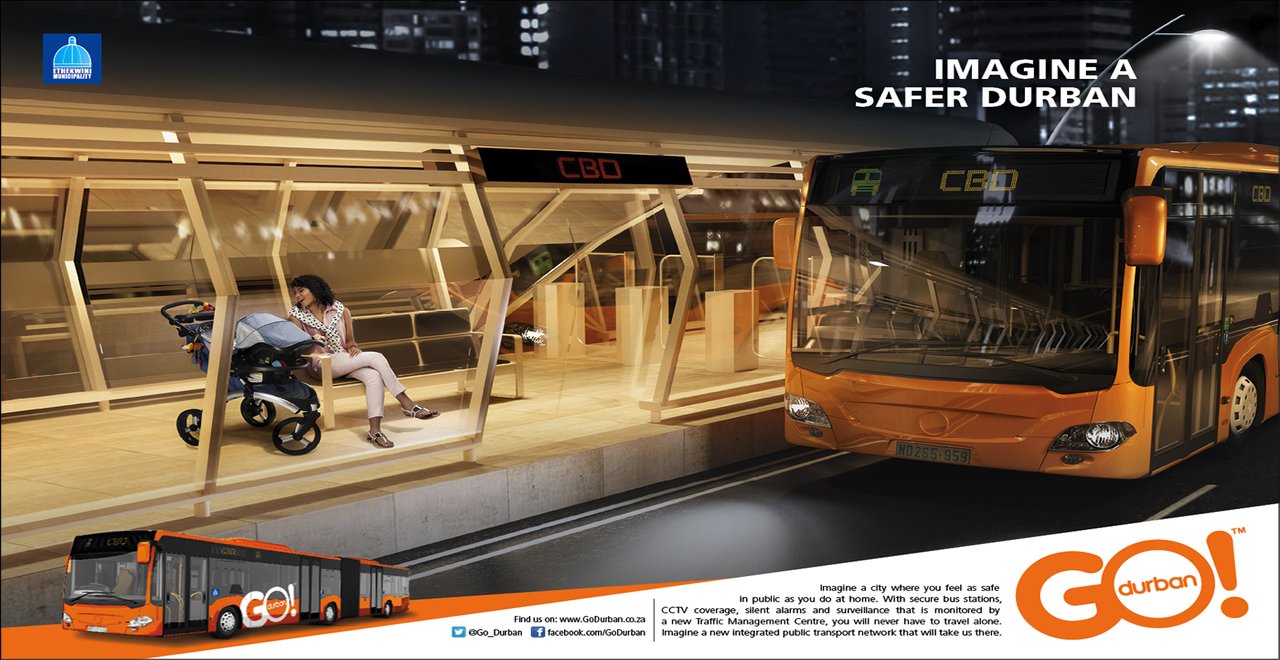 ETHEKWINI
MUNICIPALITY
IMAGINE A
SAFER DURBAN
CBD
CBD
CBD
ND265-959
GO!™
durban
CBD
GO!
durban
Find us on: www.GoDurban.co.za
@Go_Durban
facebook.com/GoDurban
Imagine a city where you feel as safe
in public as you do at home. With secure bus stations,
CCTV coverage, silent alarms and surveillance that is monitored by
a new Traffic Management Centre, you will never have to travel alone.
Imagine a new integrated public transport network that will take us there.